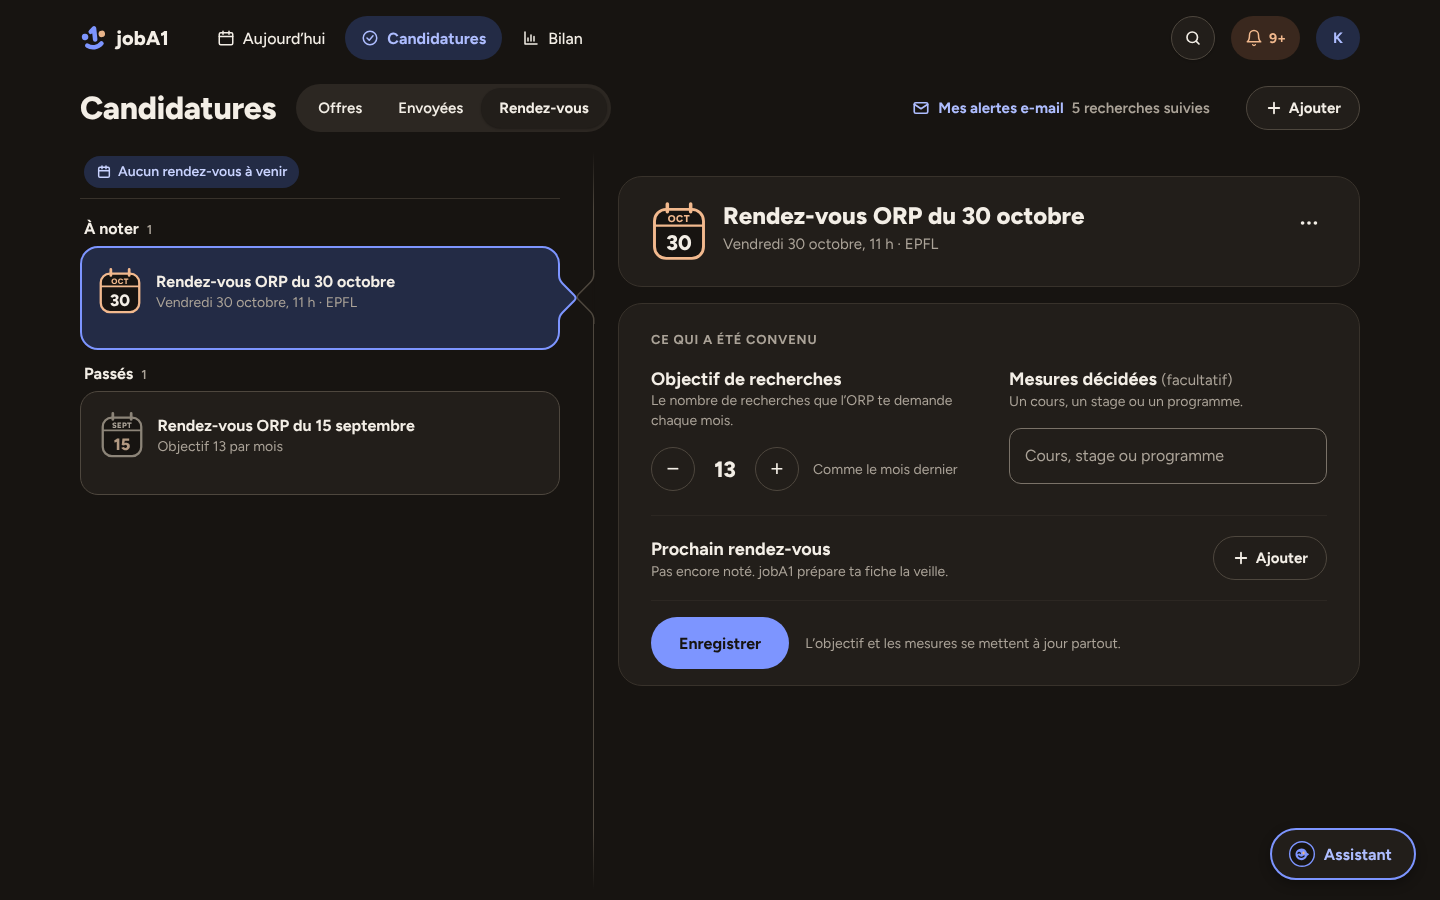 jobA1
Aujourd'hui
Candidatures
Bilan
9+
K
Candidatures
Offres
Envoyées
Rendez-vous
Mes alertes e-mail 5 recherches suivies
Ajouter
Aucun rendez-vous à venir
À noter 1
OCT
30
Rendez-vous ORP du 30 octobre
Vendredi 30 octobre, 11 h · EPFL
Passés 1
SEPT
15
Rendez-vous ORP du 15 septembre
Objectif 13 par mois
OCT
30
Rendez-vous ORP du 30 octobre
Vendredi 30 octobre, 11 h · EPFL
CE QUI A ÉTÉ CONVENU
Objectif de recherches
Le nombre de recherches que l'ORP te demande
chaque mois.
13
Comme le mois dernier
Mesures décidées (facultatif)
Un cours, un stage ou un programme.
Cours, stage ou programme
Prochain rendez-vous
Pas encore noté. jobA1 prépare ta fiche la veille.
Ajouter
Enregistrer
L'objectif et les mesures se mettent à jour partout.
Assistant